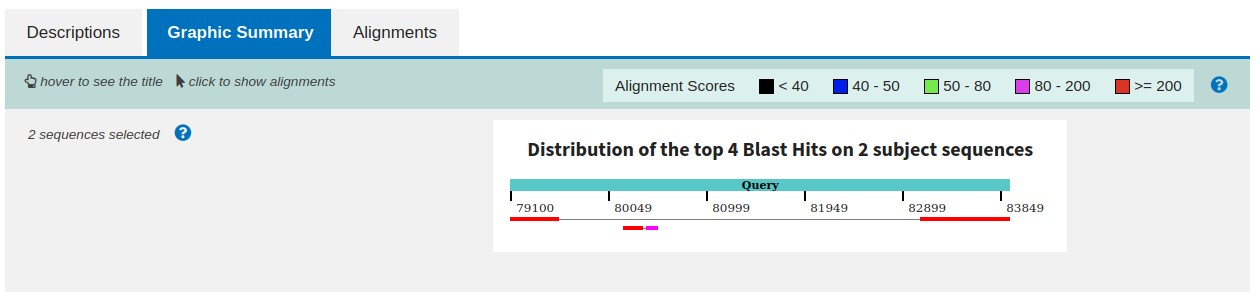 Descriptions Graphic Summary Alignments
hover to see the title click to show alignments Alignment Scores < 40 40 - 50 50 - 80 80 - 200 >= 200 ?
2 sequences selected ?
Distribution of the top 4 Blast Hits on 2 subject sequences
Query
79100 80049 80999 81949 82899 83849